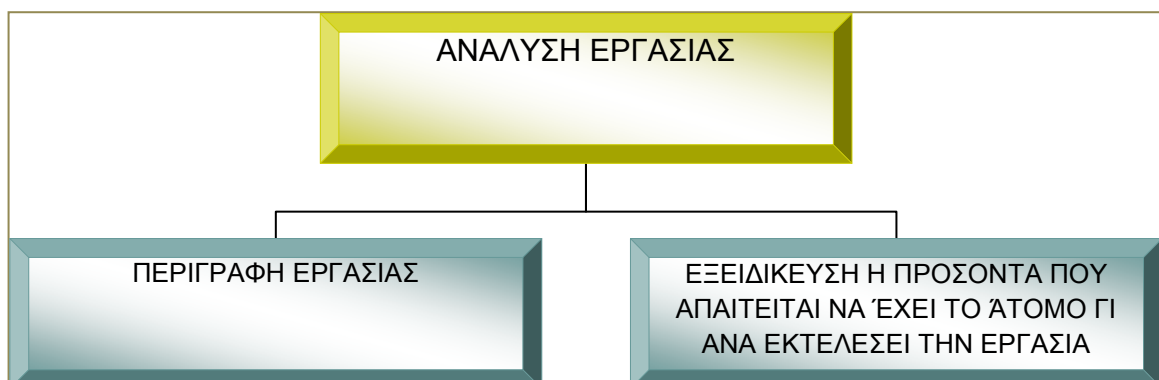 ΑΝΑΛΥΣΗ ΕΡΓΑΣΙΑΣ
ΠΕΡΙΓΡΑΦΗ ΕΡΓΑΣΙΑΣ
ΕΞΕΙΔΙΚΕΥΣΗ Η ΠΡΟΣΟΝΤΑ ΠΟΥ
ΑΠΑΙΤΕΙΤΑΙ ΝΑ ΈΧΕΙ ΤΟ ΆΤΟΜΟ ΓΙ
ΑΝΑ ΕΚΤΕΛΕΣΕΙ ΤΗΝ ΕΡΓΑΣΙΑ